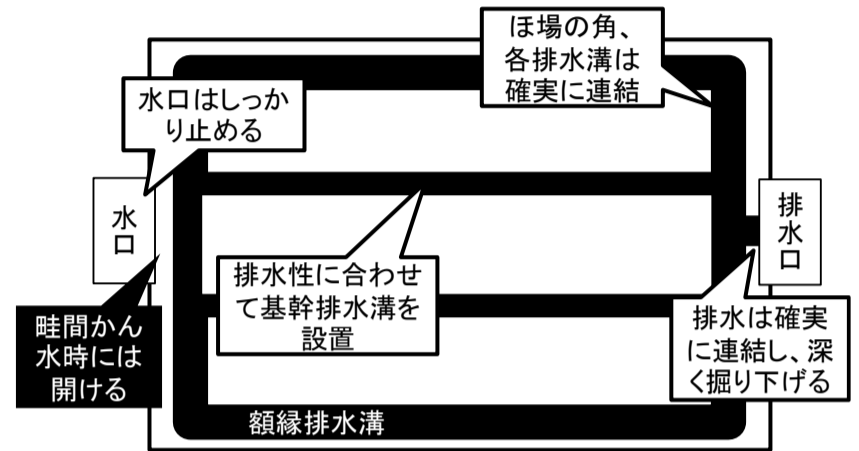 ほ場の角、
各排水溝は
確実に連結
水口はしっか
り止める
水
口
排
水
口
排水性に合わせ
て基幹排水溝を
設置
畦間かん
水時には
開ける
排水は確実
に連結し、深
く掘り下げる
額縁排水溝